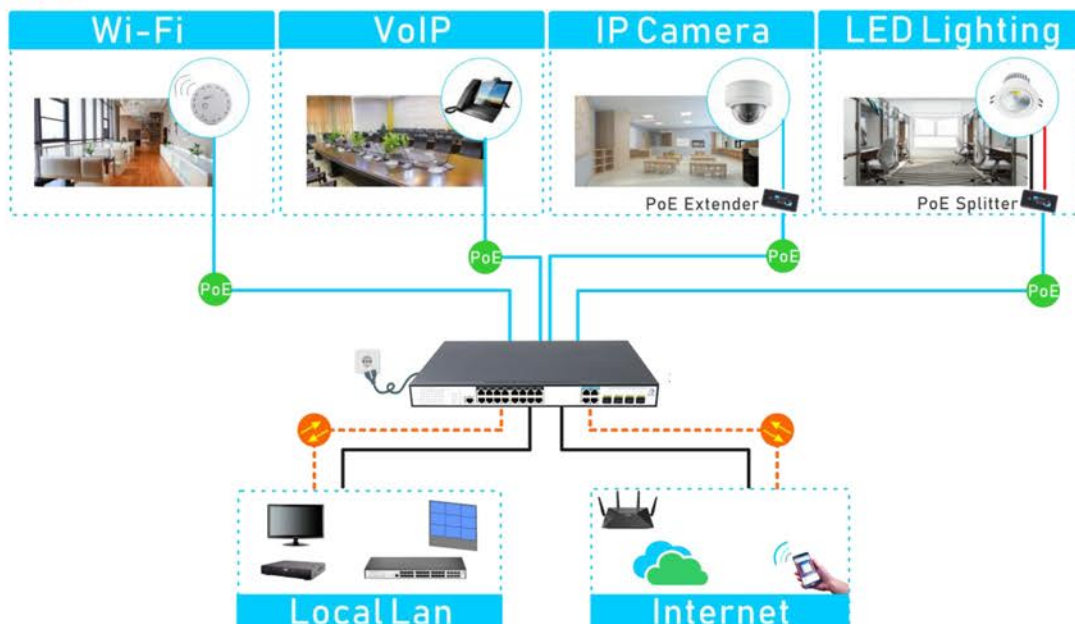 Wi-Fi
VoIP
IP Camera
LED Lighting
PoE Extender
PoE Splitter
PoE
PoE
PoE
PoE
Local Lan
Internet